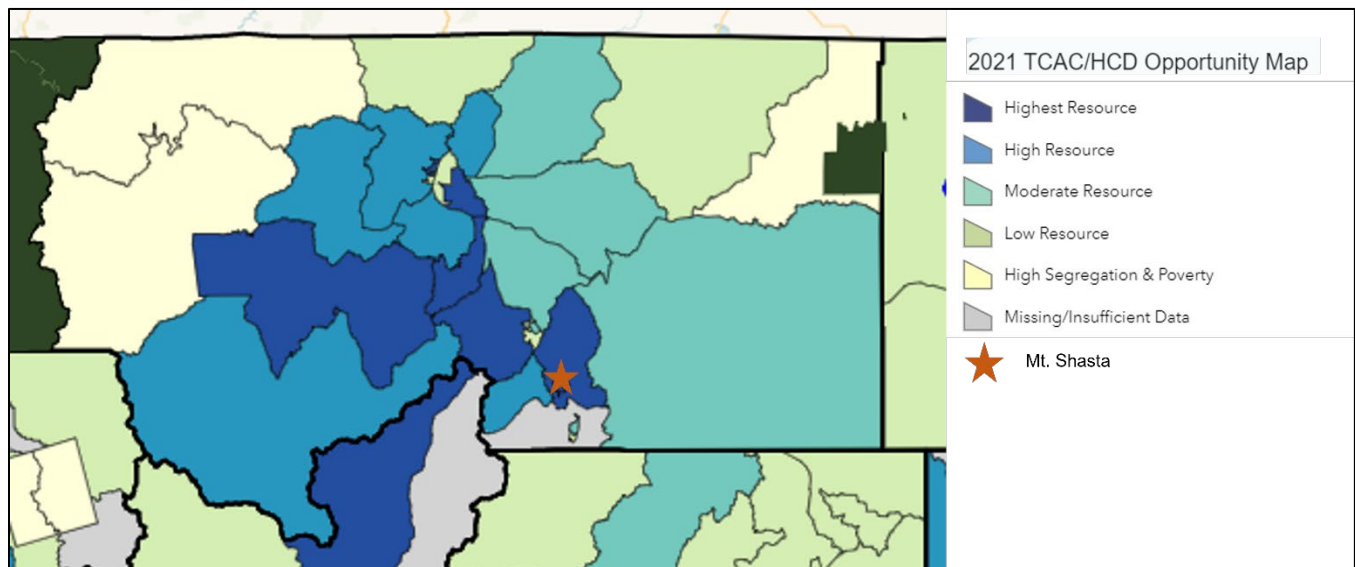 2021 TCAC/HCD Opportunity Map
Highest Resource
High Resource
Moderate Resource
Low Resource
High Segregation & Poverty
Missing/Insufficient Data
Mt. Shasta